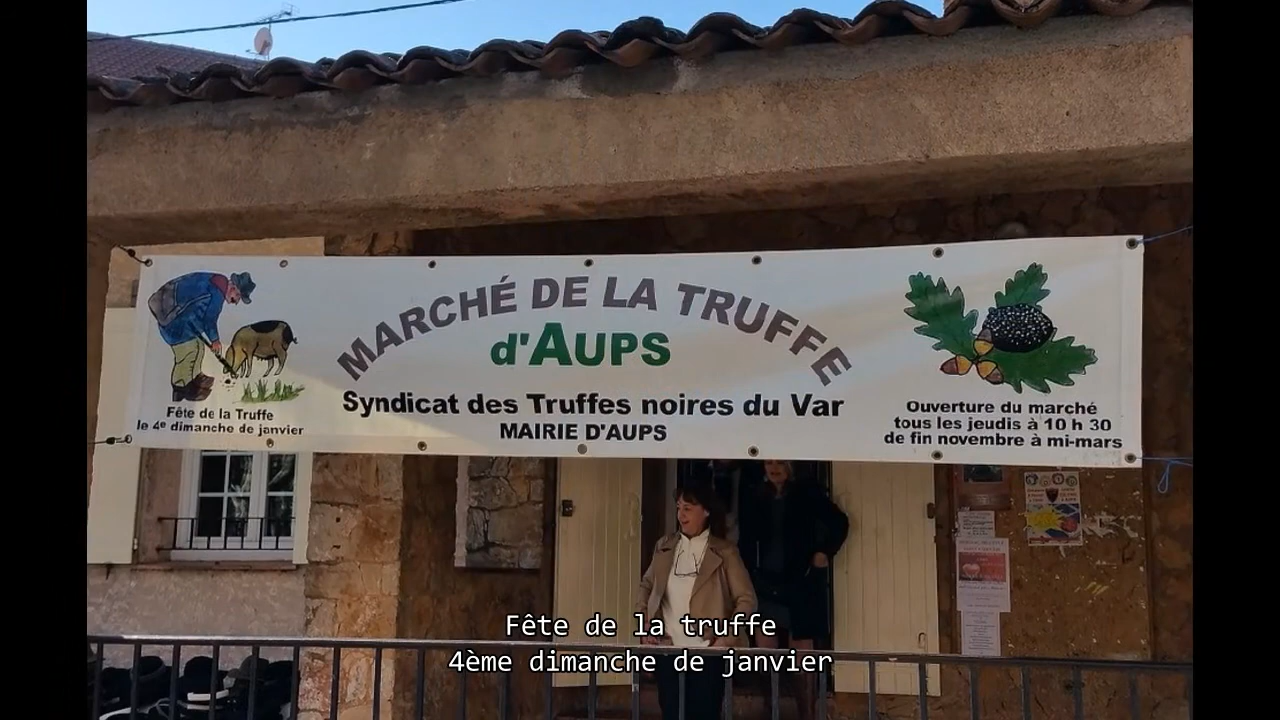 MARCHÉ DE LA TRUFFE
d'AUPS
Syndicat des Truffes noires du Var
MAIRIE D'AUPS
Fête de la Truffe
le 4e dimanche de janvier
Ouverture du marché
tous les jeudis à 10 h 30
de fin novembre à mi-mars
Fête de la truffe
4ème dimanche de janvier